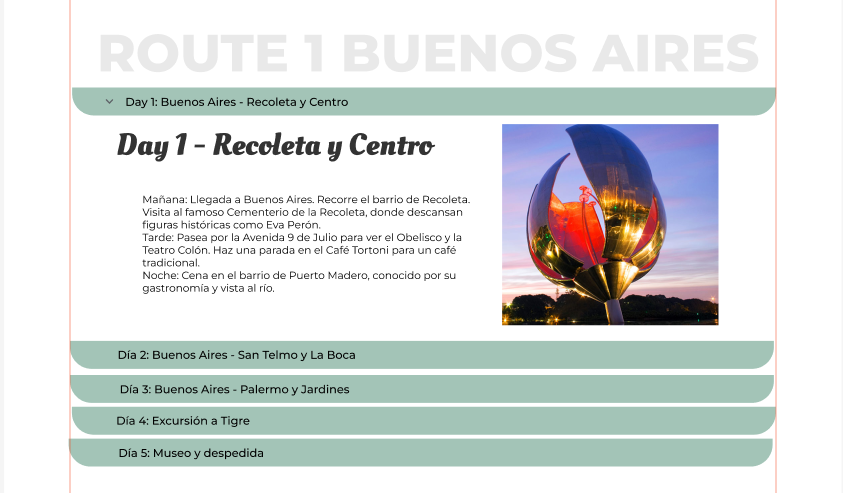 ROUTE 1 BUENOS AIRES
Day 1: Buenos Aires - Recoleta y Centro
Day 1 - Recoleta y Centro
Mañana: Llegada a Buenos Aires. Recorre el barrio de Recoleta.
Visita al famoso Cementerio de la Recoleta, donde descansan
figuras históricas como Eva Perón.
Tarde: Pasea por la Avenida 9 de Julio para ver el Obelisco y la
Teatro Colón. Haz una parada en el Café Tortoni para un café
tradicional.
Noche: Cena en el barrio de Puerto Madero, conocido por su
gastronomía y vista al río.
Día 2: Buenos Aires - San Telmo y La Boca
Día 3: Buenos Aires - Palermo y Jardines
Día 4: Excursión a Tigre
Día 5: Museo y despedida